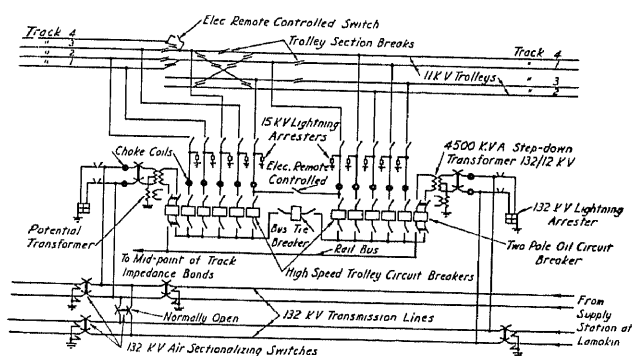 Elec Remote Controlled Switch
Track 4
" 3
" 2
" 1
Trolley Section Breaks
Track 4
" 1
" 3
" 2
11KV Trolleys
15KV Lightning
Arresters
Choke Coils
Elec. Remote
Controlled
4500 K.V.A Step-down
Transformer 132/12 KV
Potential
Transformer
Bus Tie
Breaker
132 KV Lightning
Arrester
Rail Bus
Two Pole Oil Circuit
Breaker
To Mid-point of Track
Impedance Bonds
High Speed Trolley Circuit Breakers
Normally Open
132 KV Transmission Lines
From
Supply
Station at
Lamokin
132 KV Air Sectionalizing Switches